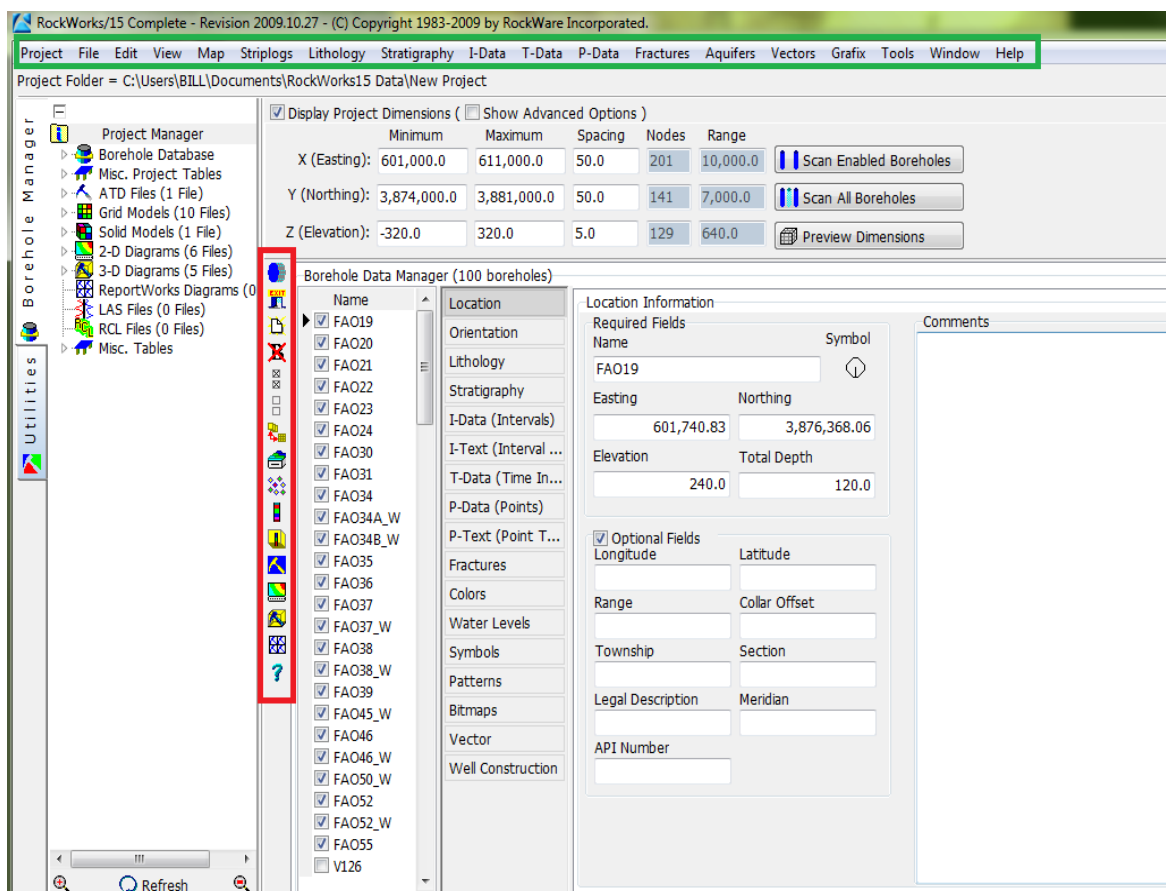 RockWorks/15 Complete - Revision 2009.10.27 - (C) Copyright 1983-2009 by RockWare Incorporated.
Project File Edit View Map Striplogs Lithology Stratigraphy I-Data T-Data P-Data Fractures Aquifers Vectors Grafix Tools Window Help
Project Folder = C:\Users\BILL\Documents\RockWorks15 Data\New Project
Borehole Manager
Utilities
Project Manager
Borehole Database
Misc. Project Tables
ATD Files (1 File)
Grid Models (10 Files)
Solid Models (1 File)
2-D Diagrams (6 Files)
3-D Diagrams (5 Files)
ReportWorks Diagrams (0
LAS Files (0 Files)
RCL Files (0 Files)
Misc. Tables
Refresh
Display Project Dimensions ( Show Advanced Options )
Minimum Maximum Spacing Nodes Range
X (Easting): 601,000.0 611,000.0 50.0 201 10,000.0 Scan Enabled Boreholes
Y (Northing): 3,874,000.0 3,881,000.0 50.0 141 7,000.0 Scan All Boreholes
Z (Elevation): -320.0 320.0 5.0 129 640.0 Preview Dimensions
EXIT
?
Borehole Data Manager (100 boreholes)
Name
FAO19
FAO20
FAO21
FAO22
FAO23
FAO24
FAO30
FAO31
FAO34
FAO34A_W
FAO34B_W
FAO35
FAO36
FAO37
FAO37_W
FAO38
FAO38_W
FAO39
FAO45_W
FAO46
FAO46_W
FAO50_W
FAO52
FAO52_W
FAO55
V126
Location
Orientation
Lithology
Stratigraphy
I-Data (Intervals)
I-Text (Interval ...
T-Data (Time In...
P-Data (Points)
P-Text (Point T...
Fractures
Colors
Water Levels
Symbols
Patterns
Bitmaps
Vector
Well Construction
Location Information
Required Fields
Name Symbol
FAO19
Easting Northing
601,740.83 3,876,368.06
Elevation Total Depth
240.0 120.0
Optional Fields
Longitude Latitude
Range Collar Offset
Township Section
Legal Description Meridian
API Number
Comments